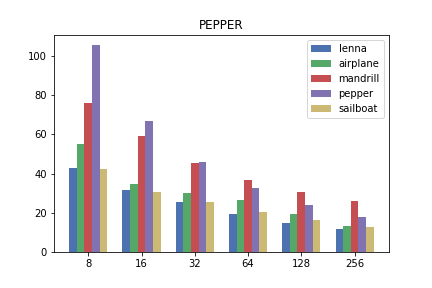 PEPPER
100
80
60
40
20
0
lenna
airplane
mandrill
pepper
sailboat
8 16 32 64 128 256